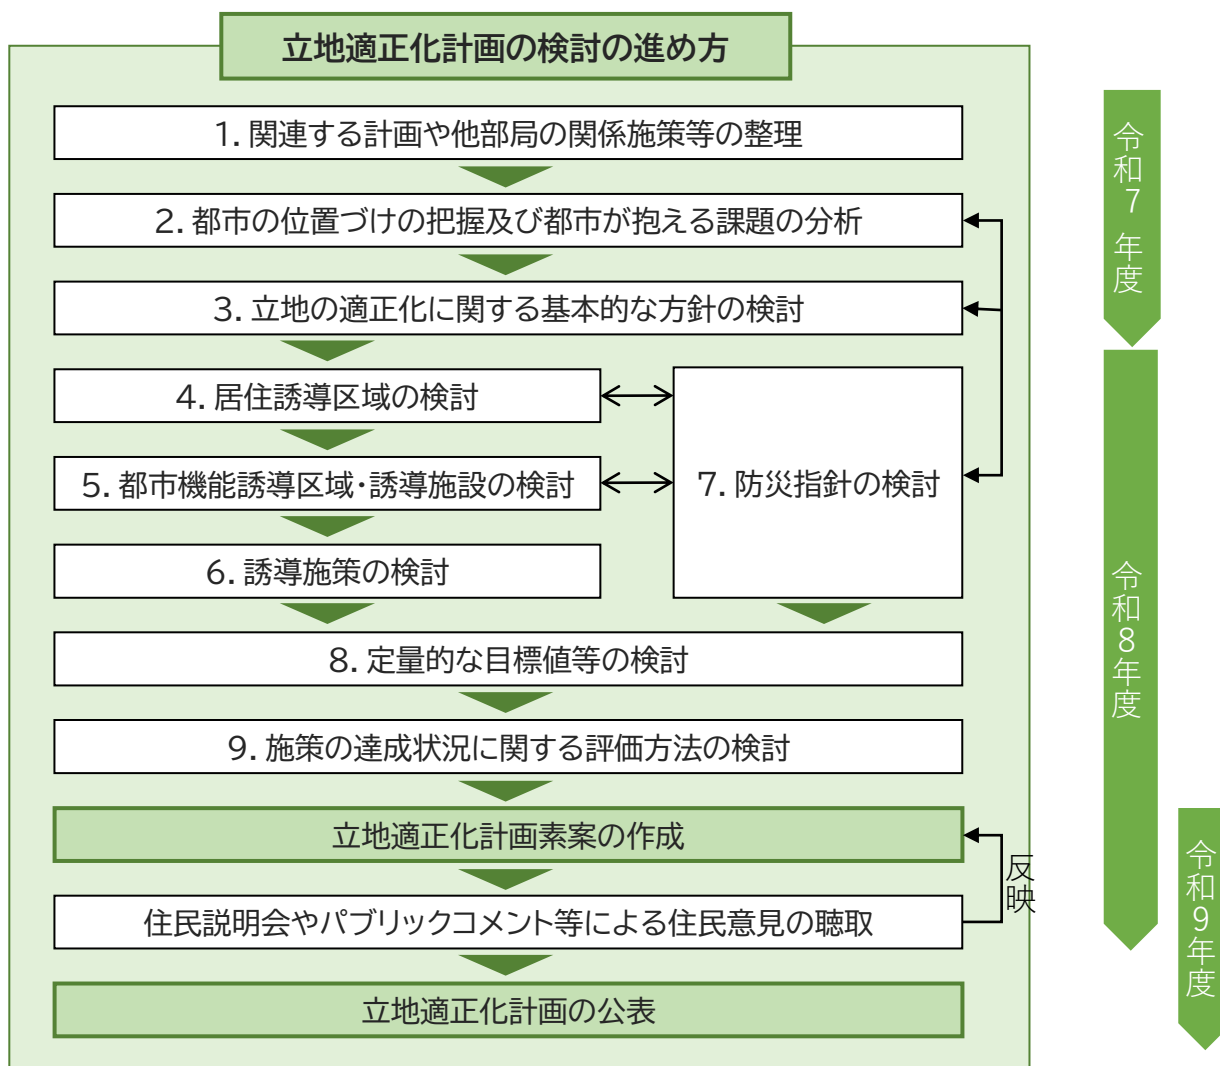 立地適正化計画の検討の進め方
1. 関連する計画や他部局の関係施策等の整理
2. 都市の位置づけの把握及び都市が抱える課題の分析
3. 立地の適正化に関する基本的な方針の検討
4. 居住誘導区域の検討
5. 都市機能誘導区域・誘導施設の検討
6. 誘導施策の検討
7. 防災指針の検討
8. 定量的な目標値等の検討
9. 施策の達成状況に関する評価方法の検討
立地適正化計画素案の作成
住民説明会やパブリックコメント等による住民意見の聴取
反映
立地適正化計画の公表
令和7年度
令和8年度
令和9年度